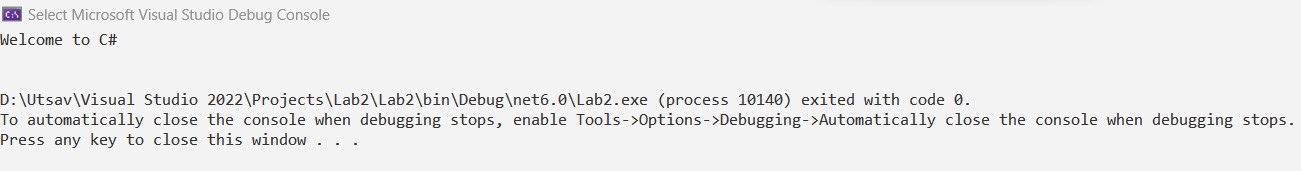 C:\ Select Microsoft Visual Studio Debug Console
Welcome to C#
D:\Utsav\Visual Studio 2022\Projects\Lab2\Lab2\bin\Debug\net6.0\Lab2.exe (process 10140) exited with code 0.
To automatically close the console when debugging stops, enable Tools->Options->Debugging->Automatically close the console when debugging stops.
Press any key to close this window . . .